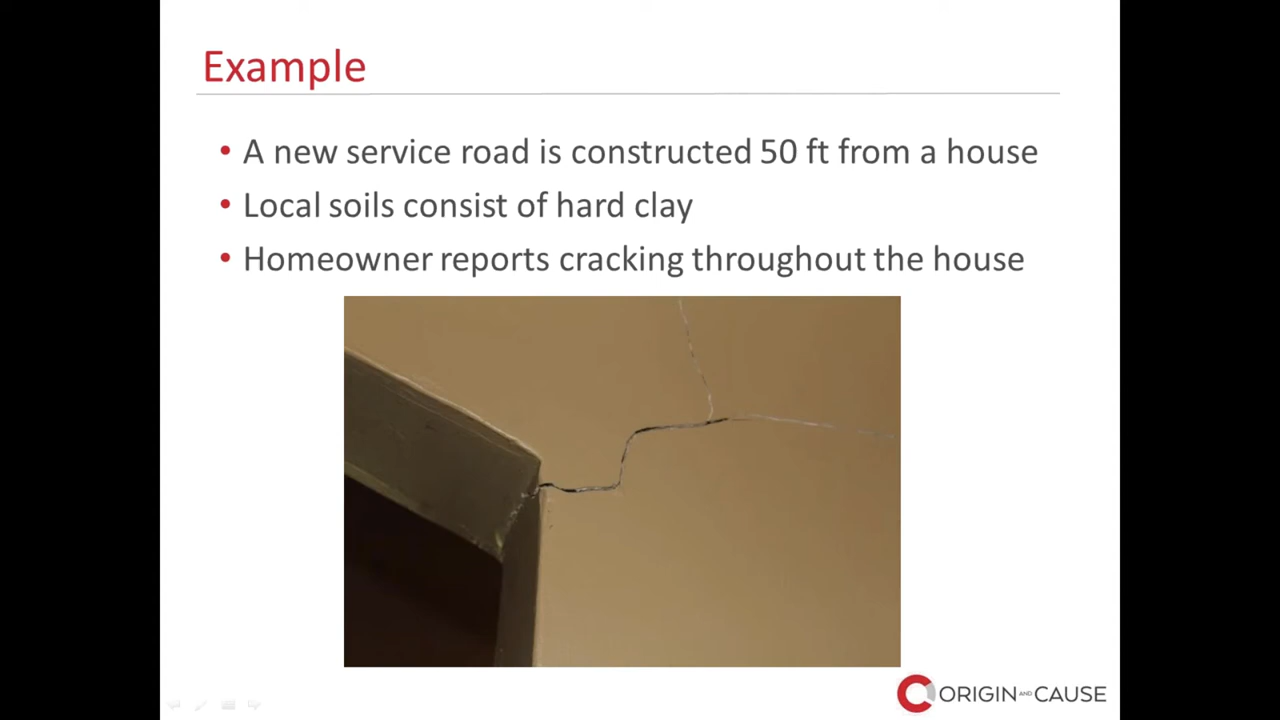 Example
• A new service road is constructed 50 ft from a house
• Local soils consist of hard clay
• Homeowner reports cracking throughout the house
ORIGIN AND CAUSE